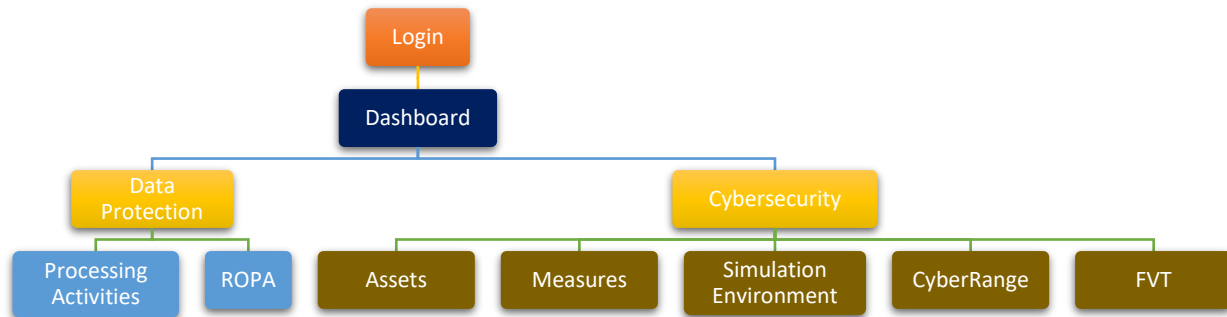 Login
Dashboard
Data
Protection
Cybersecurity
Processing
Activities
ROPA
Assets
Measures
Simulation
Environment
CyberRange
FVT